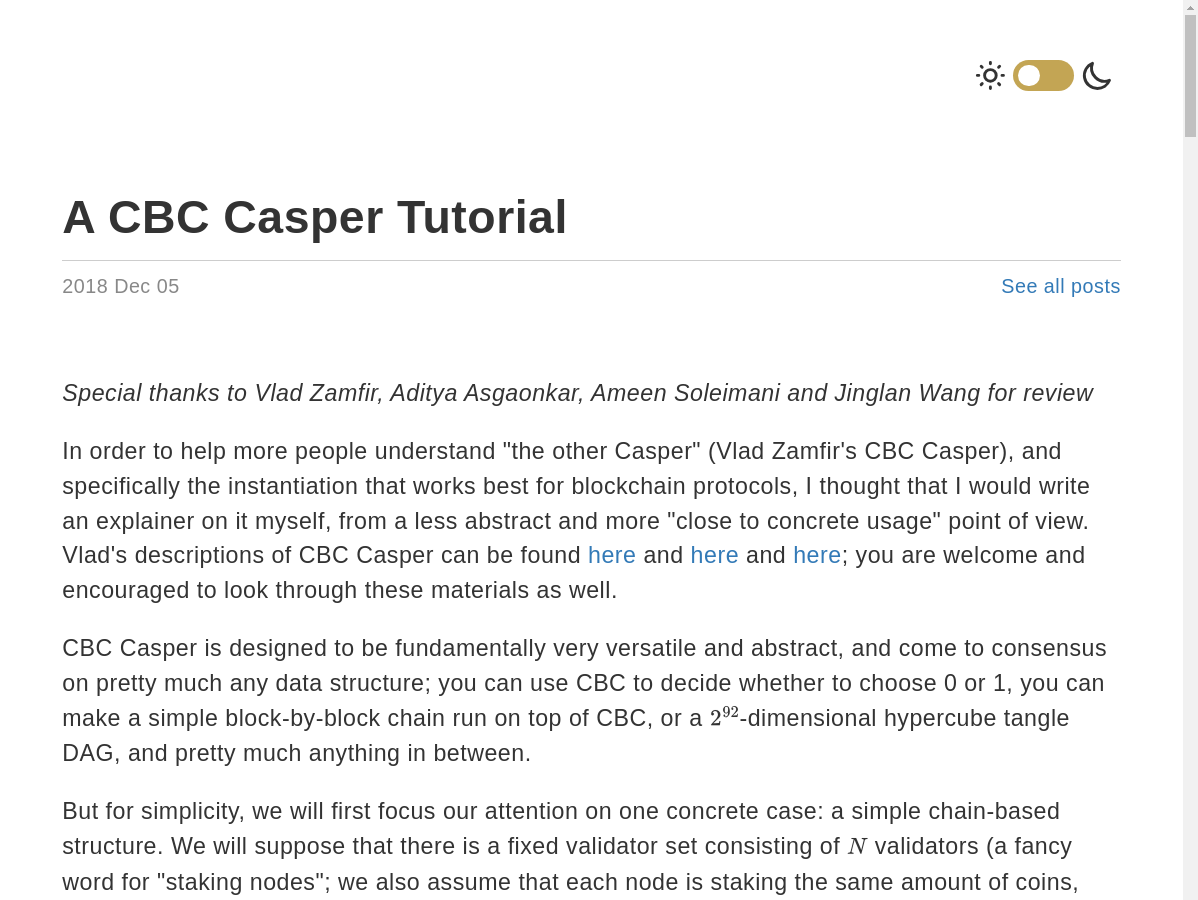 A CBC Casper Tutorial
2018 Dec 05
See all posts
Special thanks to Vlad Zamfir, Aditya Asgaonkar, Ameen Soleimani and Jinglan Wang for review
In order to help more people understand "the other Casper" (Vlad Zamfir's CBC Casper), and
specifically the instantiation that works best for blockchain protocols, I thought that I would write
an explainer on it myself, from a less abstract and more "close to concrete usage" point of view.
Vlad's descriptions of CBC Casper can be found here and here and here; you are welcome and
encouraged to look through these materials as well.
CBC Casper is designed to be fundamentally very versatile and abstract, and come to consensus
on pretty much any data structure; you can use CBC to decide whether to choose 0 or 1, you can
make a simple block-by-block chain run on top of CBC, or a 2⁹²-dimensional hypercube tangle
DAG, and pretty much anything in between.
But for simplicity, we will first focus our attention on one concrete case: a simple chain-based
structure. We will suppose that there is a fixed validator set consisting of N validators (a fancy
word for "staking nodes"; we also assume that each node is staking the same amount of coins,